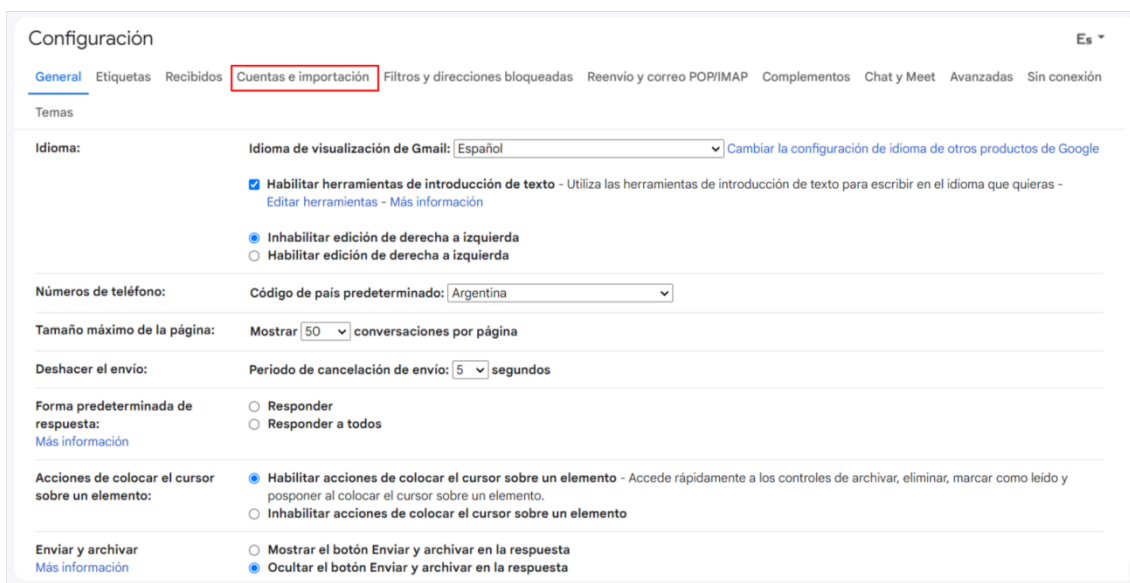 Configuración
Es
General Etiquetas Recibidos Cuentas e importación Filtros y direcciones bloqueadas Reenvío y correo POP/IMAP Complementos Chat y Meet Avanzadas Sin conexión
Temas
Idioma: Idioma de visualización de Gmail: Español Cambiar la configuración de idioma de otros productos de Google
Habilitar herramientas de introducción de texto - Utiliza las herramientas de introducción de texto para escribir en el idioma que quieras -
Editar herramientas - Más información
Inhabilitar edición de derecha a izquierda
Habilitar edición de derecha a izquierda
Números de teléfono: Código de país predeterminado: Argentina
Tamaño máximo de la página: Mostrar 50 conversaciones por página
Deshacer el envío: Periodo de cancelación de envío: 5 segundos
Forma predeterminada de Responder
respuesta: Responder a todos
Más información
Acciones de colocar el cursor Habilitar acciones de colocar el cursor sobre un elemento - Accede rápidamente a los controles de archivar, eliminar, marcar como leído y
sobre un elemento: posponer al colocar el cursor sobre un elemento.
Inhabilitar acciones de colocar el cursor sobre un elemento
Enviar y archivar Mostrar el botón Enviar y archivar en la respuesta
Más información Ocultar el botón Enviar y archivar en la respuesta